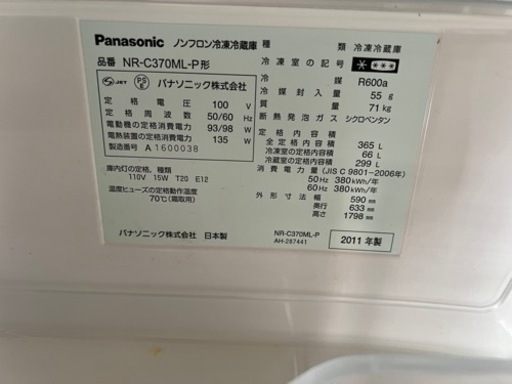 Panasonic ノンフロン冷凍冷蔵庫
品番 NR-C370ML-P形
JET PSE パナソニック株式会社
定格電圧 100 V
定格周波数 50/60 Hz
電動機の定格消費電力 93/98 W
電熱装置の定格消費電力 135 W
製造番号 A 1600038
庫内灯の定格、種類
110V 15W T20 E12
温度ヒューズの定格動作温度
70℃(霜取用)
パナソニック株式会社 日本製
種類 冷凍冷蔵庫
冷凍室の記号
冷媒 R600a
冷媒封入量 55 g
質量 71 kg
断熱発泡ガス シクロペンタン
定格内容積
全定格内容積 365 L
冷凍室の定格内容積 66 L
冷蔵室の定格内容積 299 L
消費電力量(JIS C 9801-2006年)
50Hz 380 kWh/年
60Hz 380 kWh/年
外形寸法 幅 590 mm
奥行 633 mm
高さ 1798 mm
NR-C370ML-P
AH-287441
2011年製